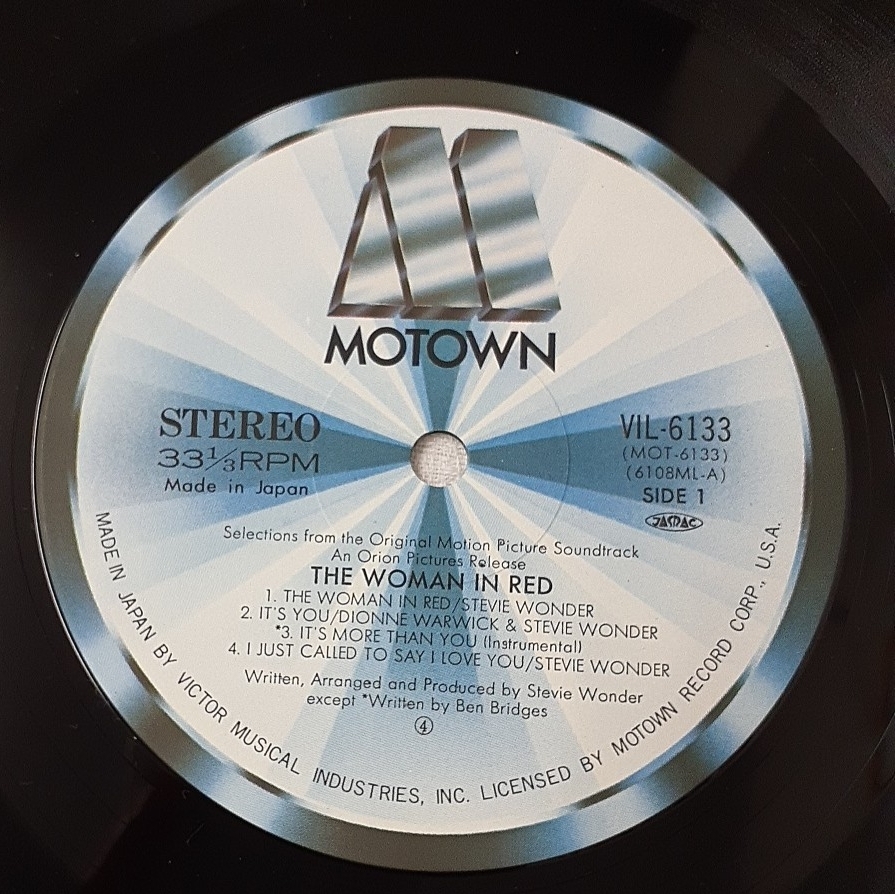 MOTOWN
STEREO
33⅓RPM
Made in Japan
VIL-6133
(MOT-6133)
(6108ML-A)
SIDE 1
JASRAC
Selections from the Original Motion Picture Soundtrack
An Orion Pictures Release
THE WOMAN IN RED
1. THE WOMAN IN RED/STEVIE WONDER
2. IT'S YOU/DIONNE WARWICK & STEVIE WONDER
*3. IT'S MORE THAN YOU (Instrumental)
4. I JUST CALLED TO SAY I LOVE YOU/STEVIE WONDER
Written, Arranged and Produced by Stevie Wonder
except *Written by Ben Bridges
④
MADE IN JAPAN BY VICTOR MUSICAL INDUSTRIES, INC. LICENSED BY MOTOWN RECORD CORP., U.S.A.